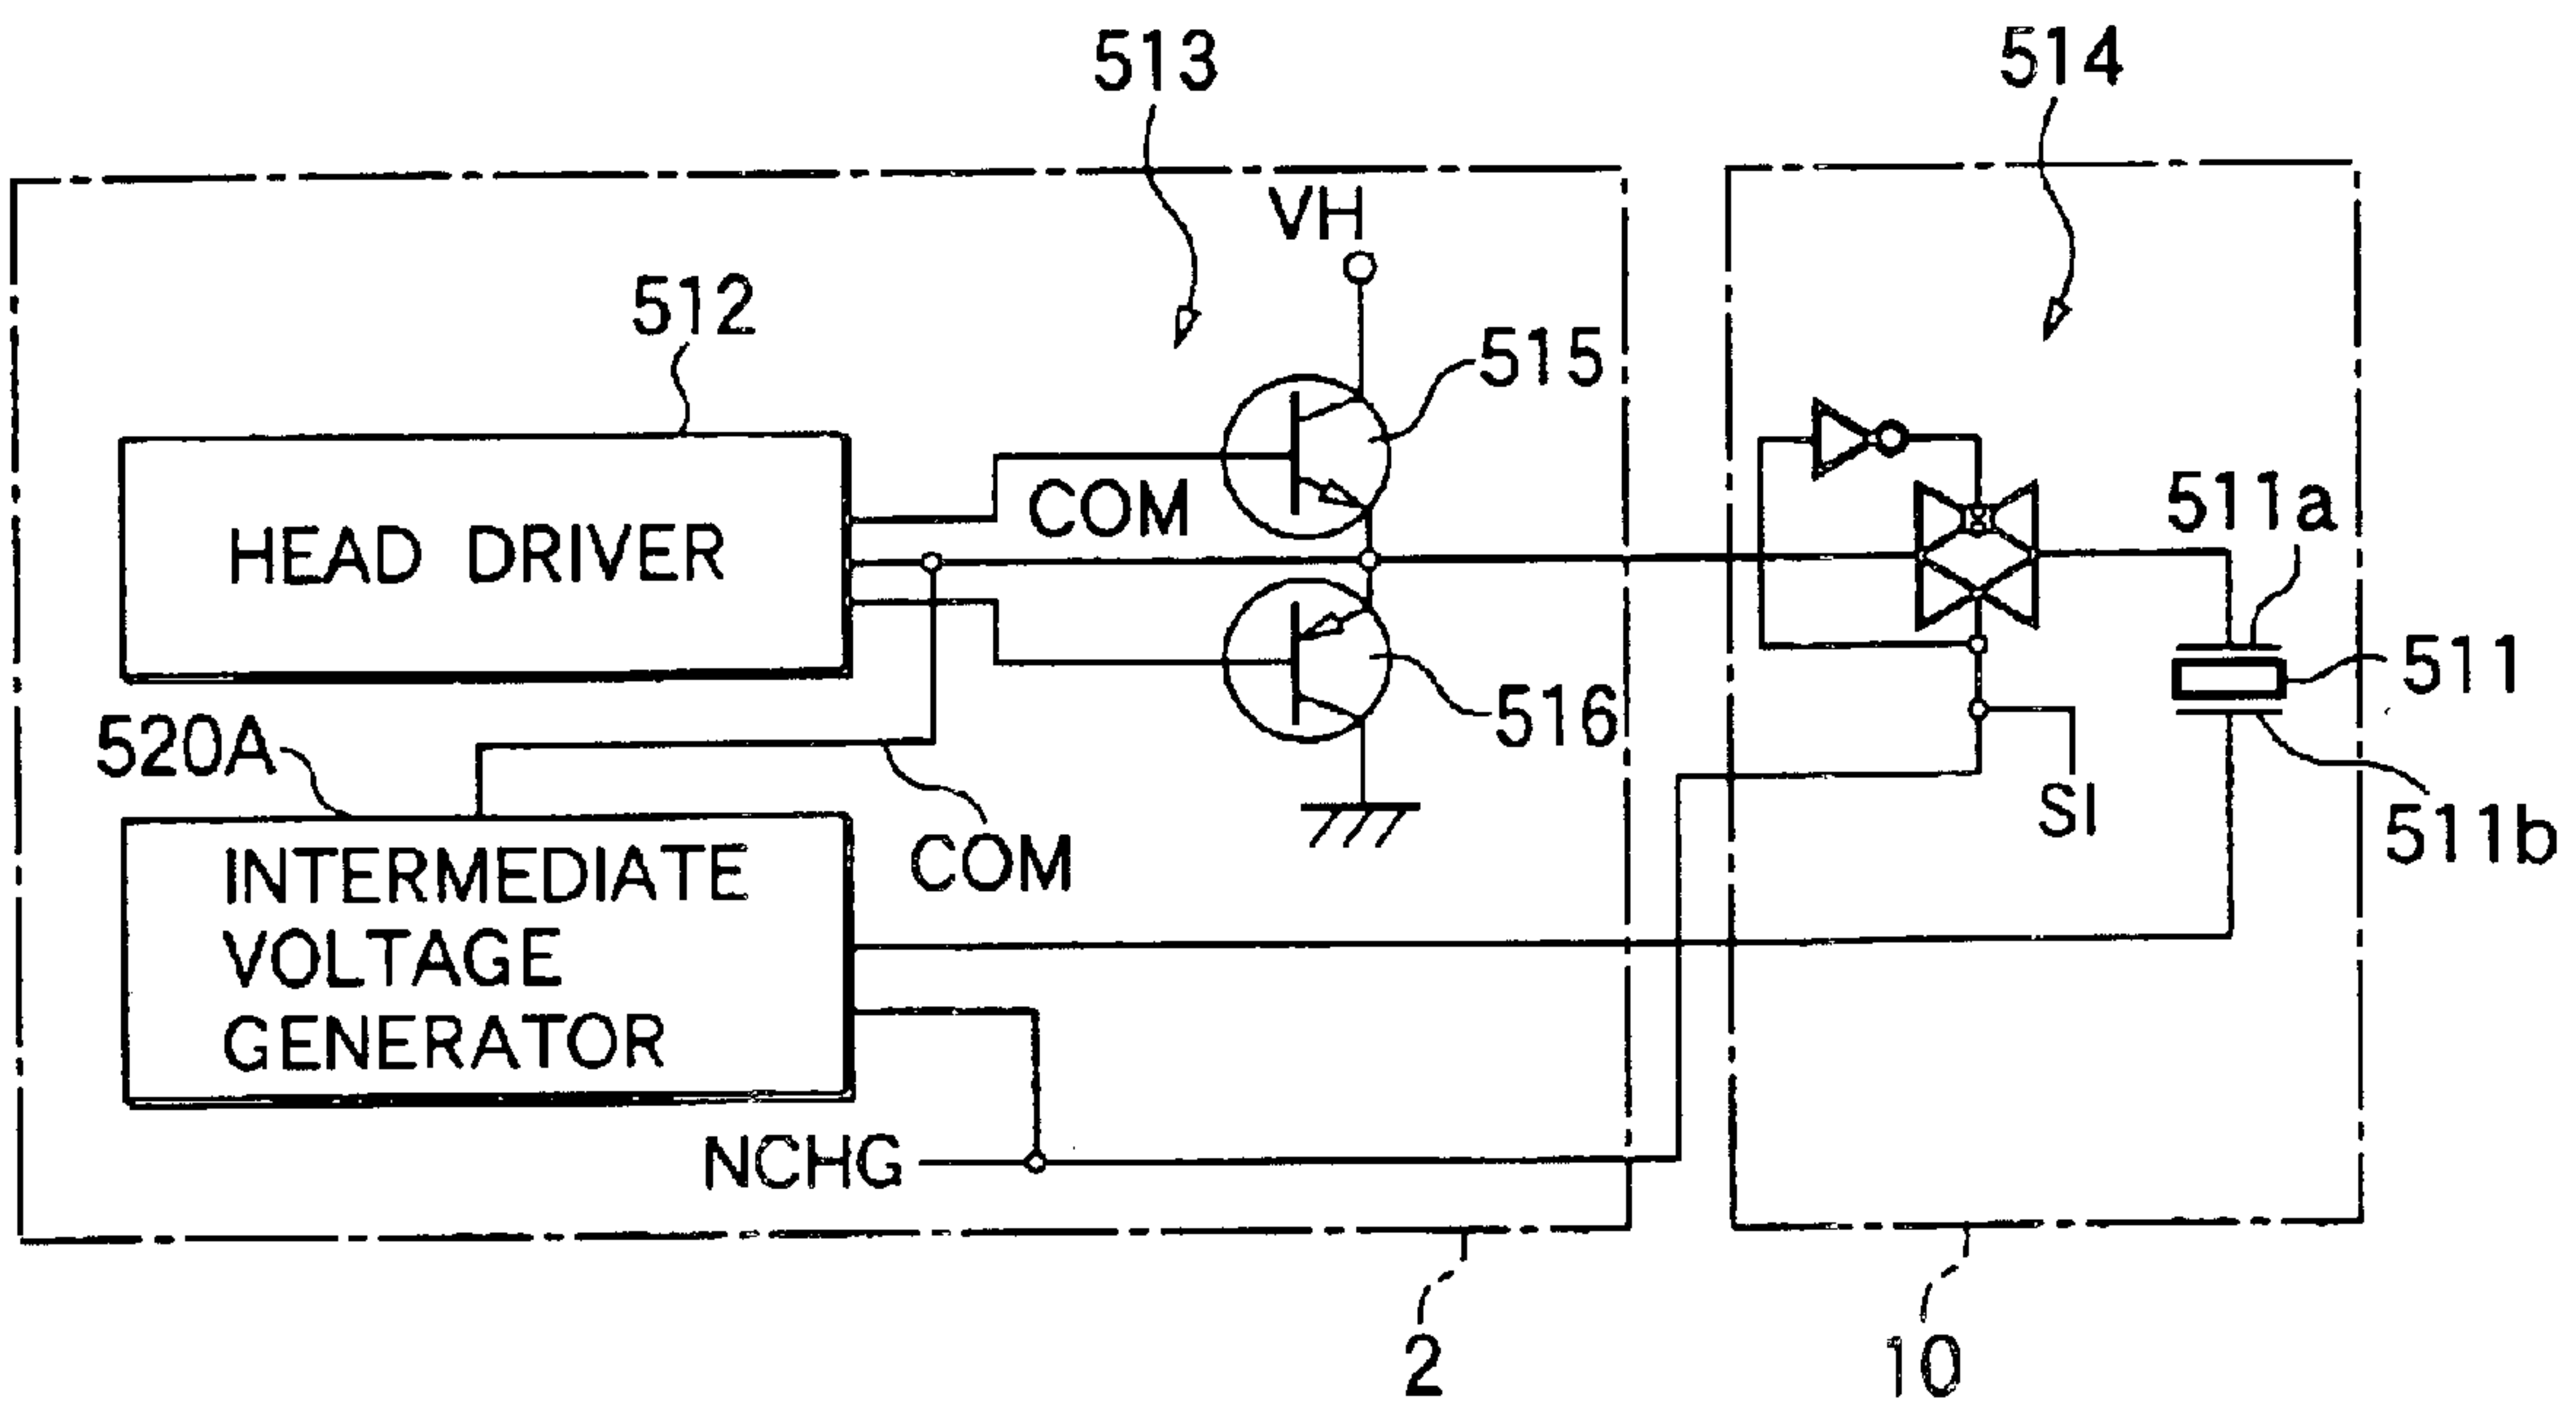 513
514
VH
512
515
COM
HEAD DRIVER
511a
511
516
520A
SI
COM
511b
INTERMEDIATE
VOLTAGE
GENERATOR
NCHG
2
10